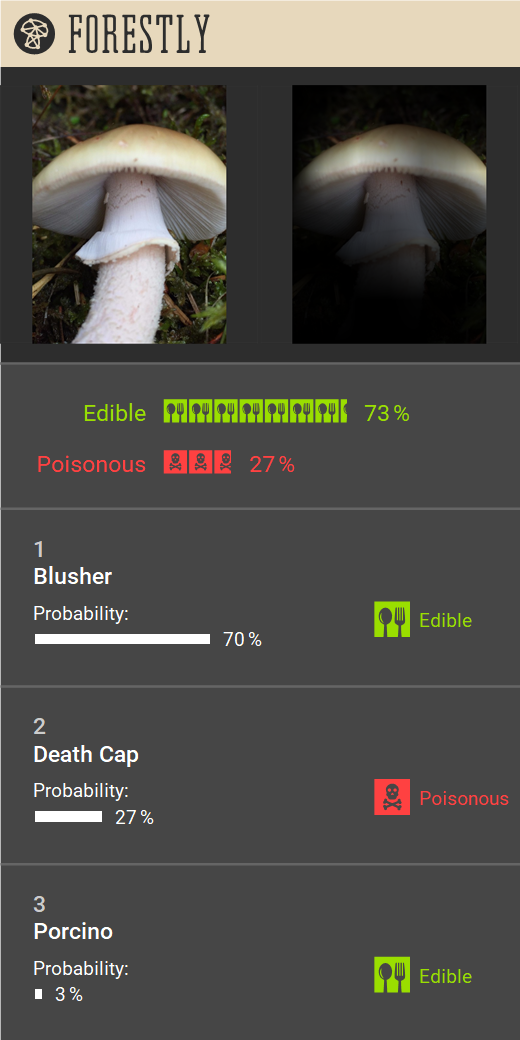 FORESTLY
Edible 73 %
Poisonous 27 %
1
Blusher
Probability:
70 %
Edible
2
Death Cap
Probability:
27 %
Poisonous
3
Porcino
Probability:
3 %
Edible